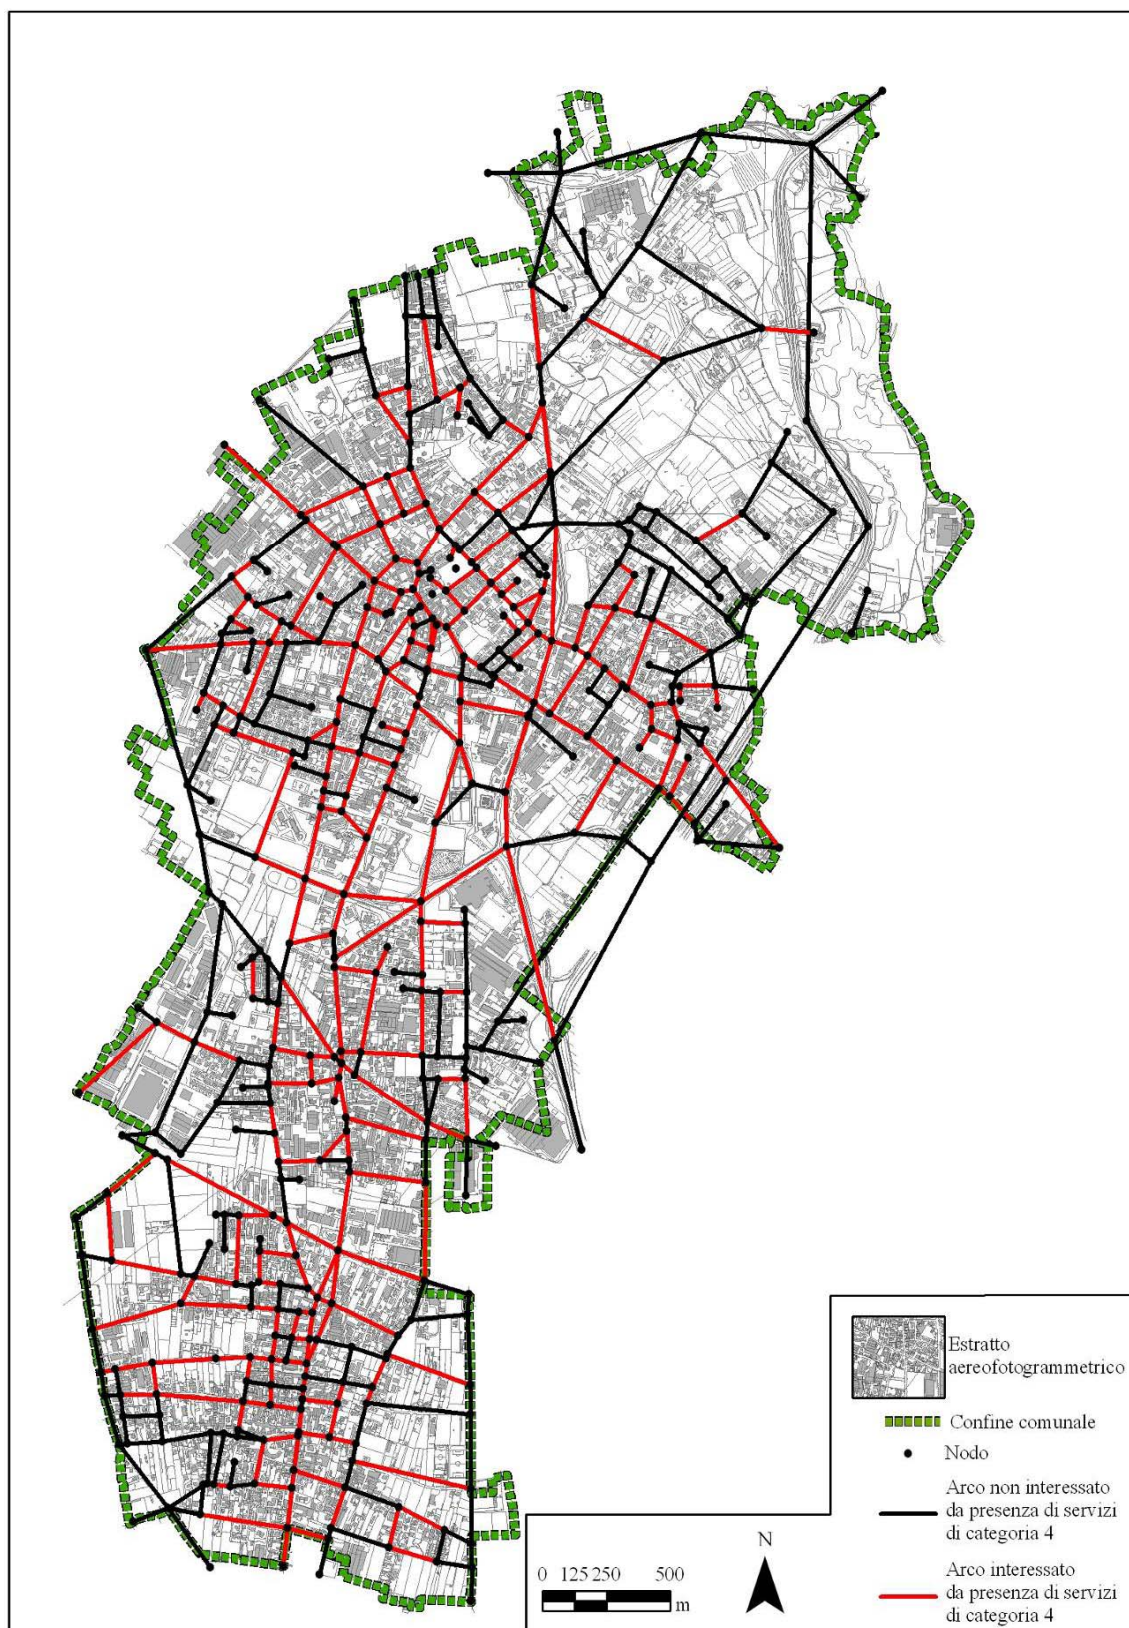 Estratto
aereofotogrammetrico
Confine comunale
Nodo
Arco non interessato
da presenza di servizi
di categoria 4
Arco interessato
da presenza di servizi
di categoria 4
N
0 125 250 500
m